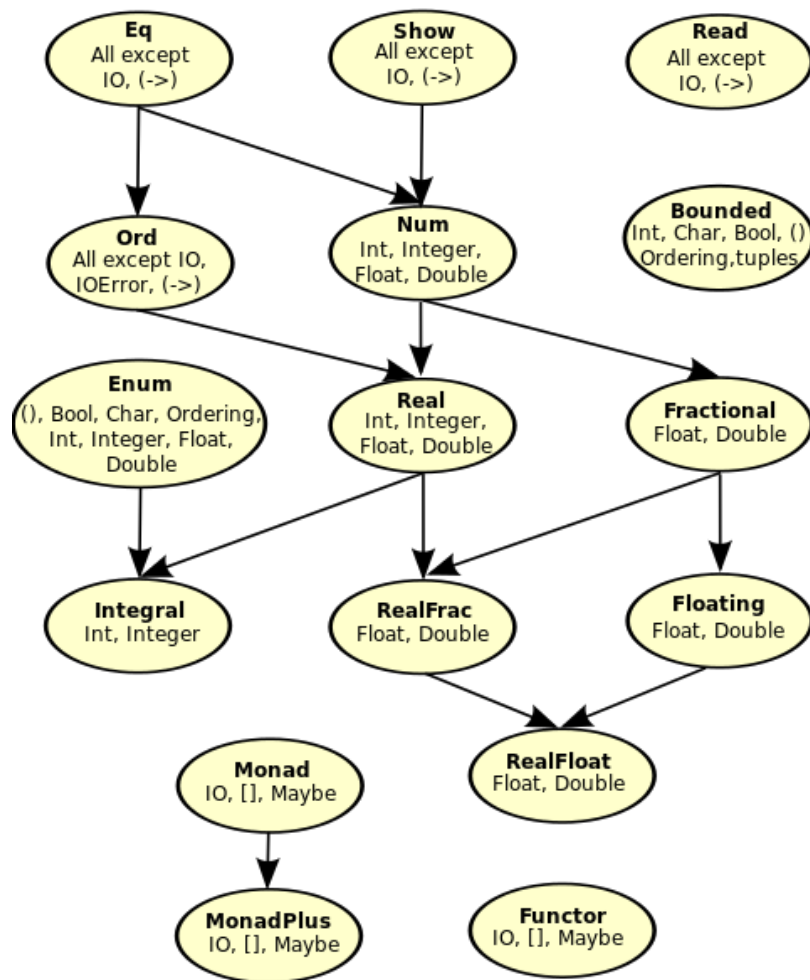 Eq
All except
IO, (->)
Show
All except
IO, (->)
Read
All except
IO, (->)
Ord
All except IO,
IOError, (->)
Num
Int, Integer,
Float, Double
Bounded
Int, Char, Bool, ()
Ordering,tuples
Enum
(), Bool, Char, Ordering,
Int, Integer, Float,
Double
Real
Int, Integer,
Float, Double
Fractional
Float, Double
Integral
Int, Integer
RealFrac
Float, Double
Floating
Float, Double
Monad
IO, [], Maybe
RealFloat
Float, Double
MonadPlus
IO, [], Maybe
Functor
IO, [], Maybe